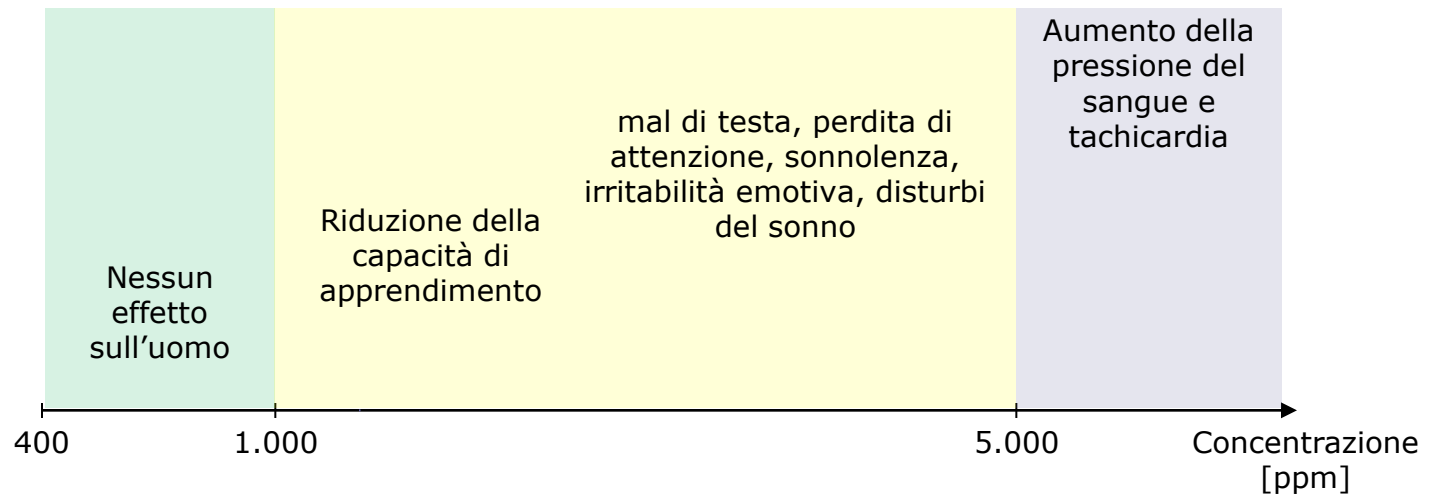 Nessun
effetto
sull’uomo
Riduzione della
capacità di
apprendimento
mal di testa, perdita di
attenzione, sonnolenza,
irritabilità emotiva, disturbi
del sonno
Aumento della
pressione del
sangue e
tachicardia
400
1.000
5.000
Concentrazione
[ppm]